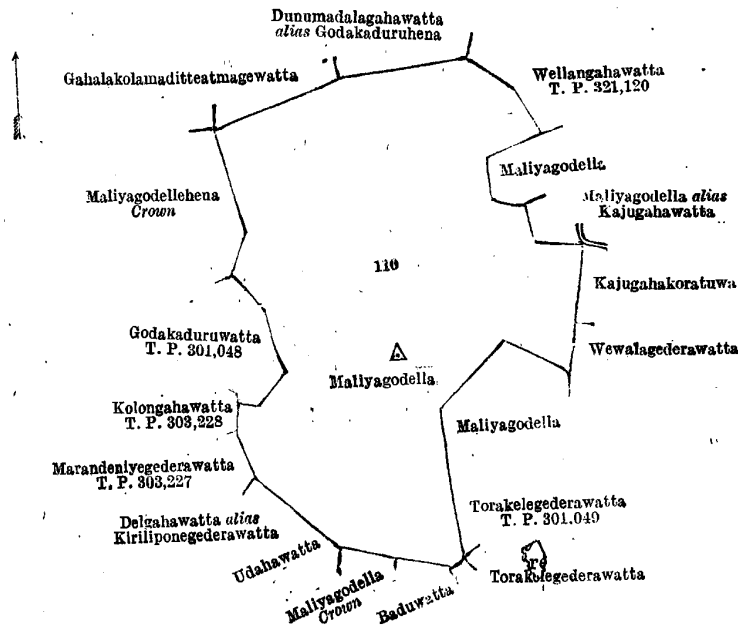 Dunumadalagahawatta
alias Godakaduruhena
Gahalakolamaditteatmagewatta
Wellangahawatta
T. P. 321,120
Maliyagodella
Maliyagodellehena
Crown
Maliyagodella alias
Kajugahawatta
110
Kajugahakoratuwa
Godakaduruwatta
T. P. 301,048
Wewalagederawatta
Maliyagodella
Kolongahawatta
T. P. 303,228
Maliyagodella
Marandeniyegederawatta
T. P. 303,227
Torakelegederawatta
T. P. 301.049
Delgahawatta alias
Kiriliponegederawatta
Udahawatta
Maliyagodella
Crown
Baduwatta
Torakelegederawatta